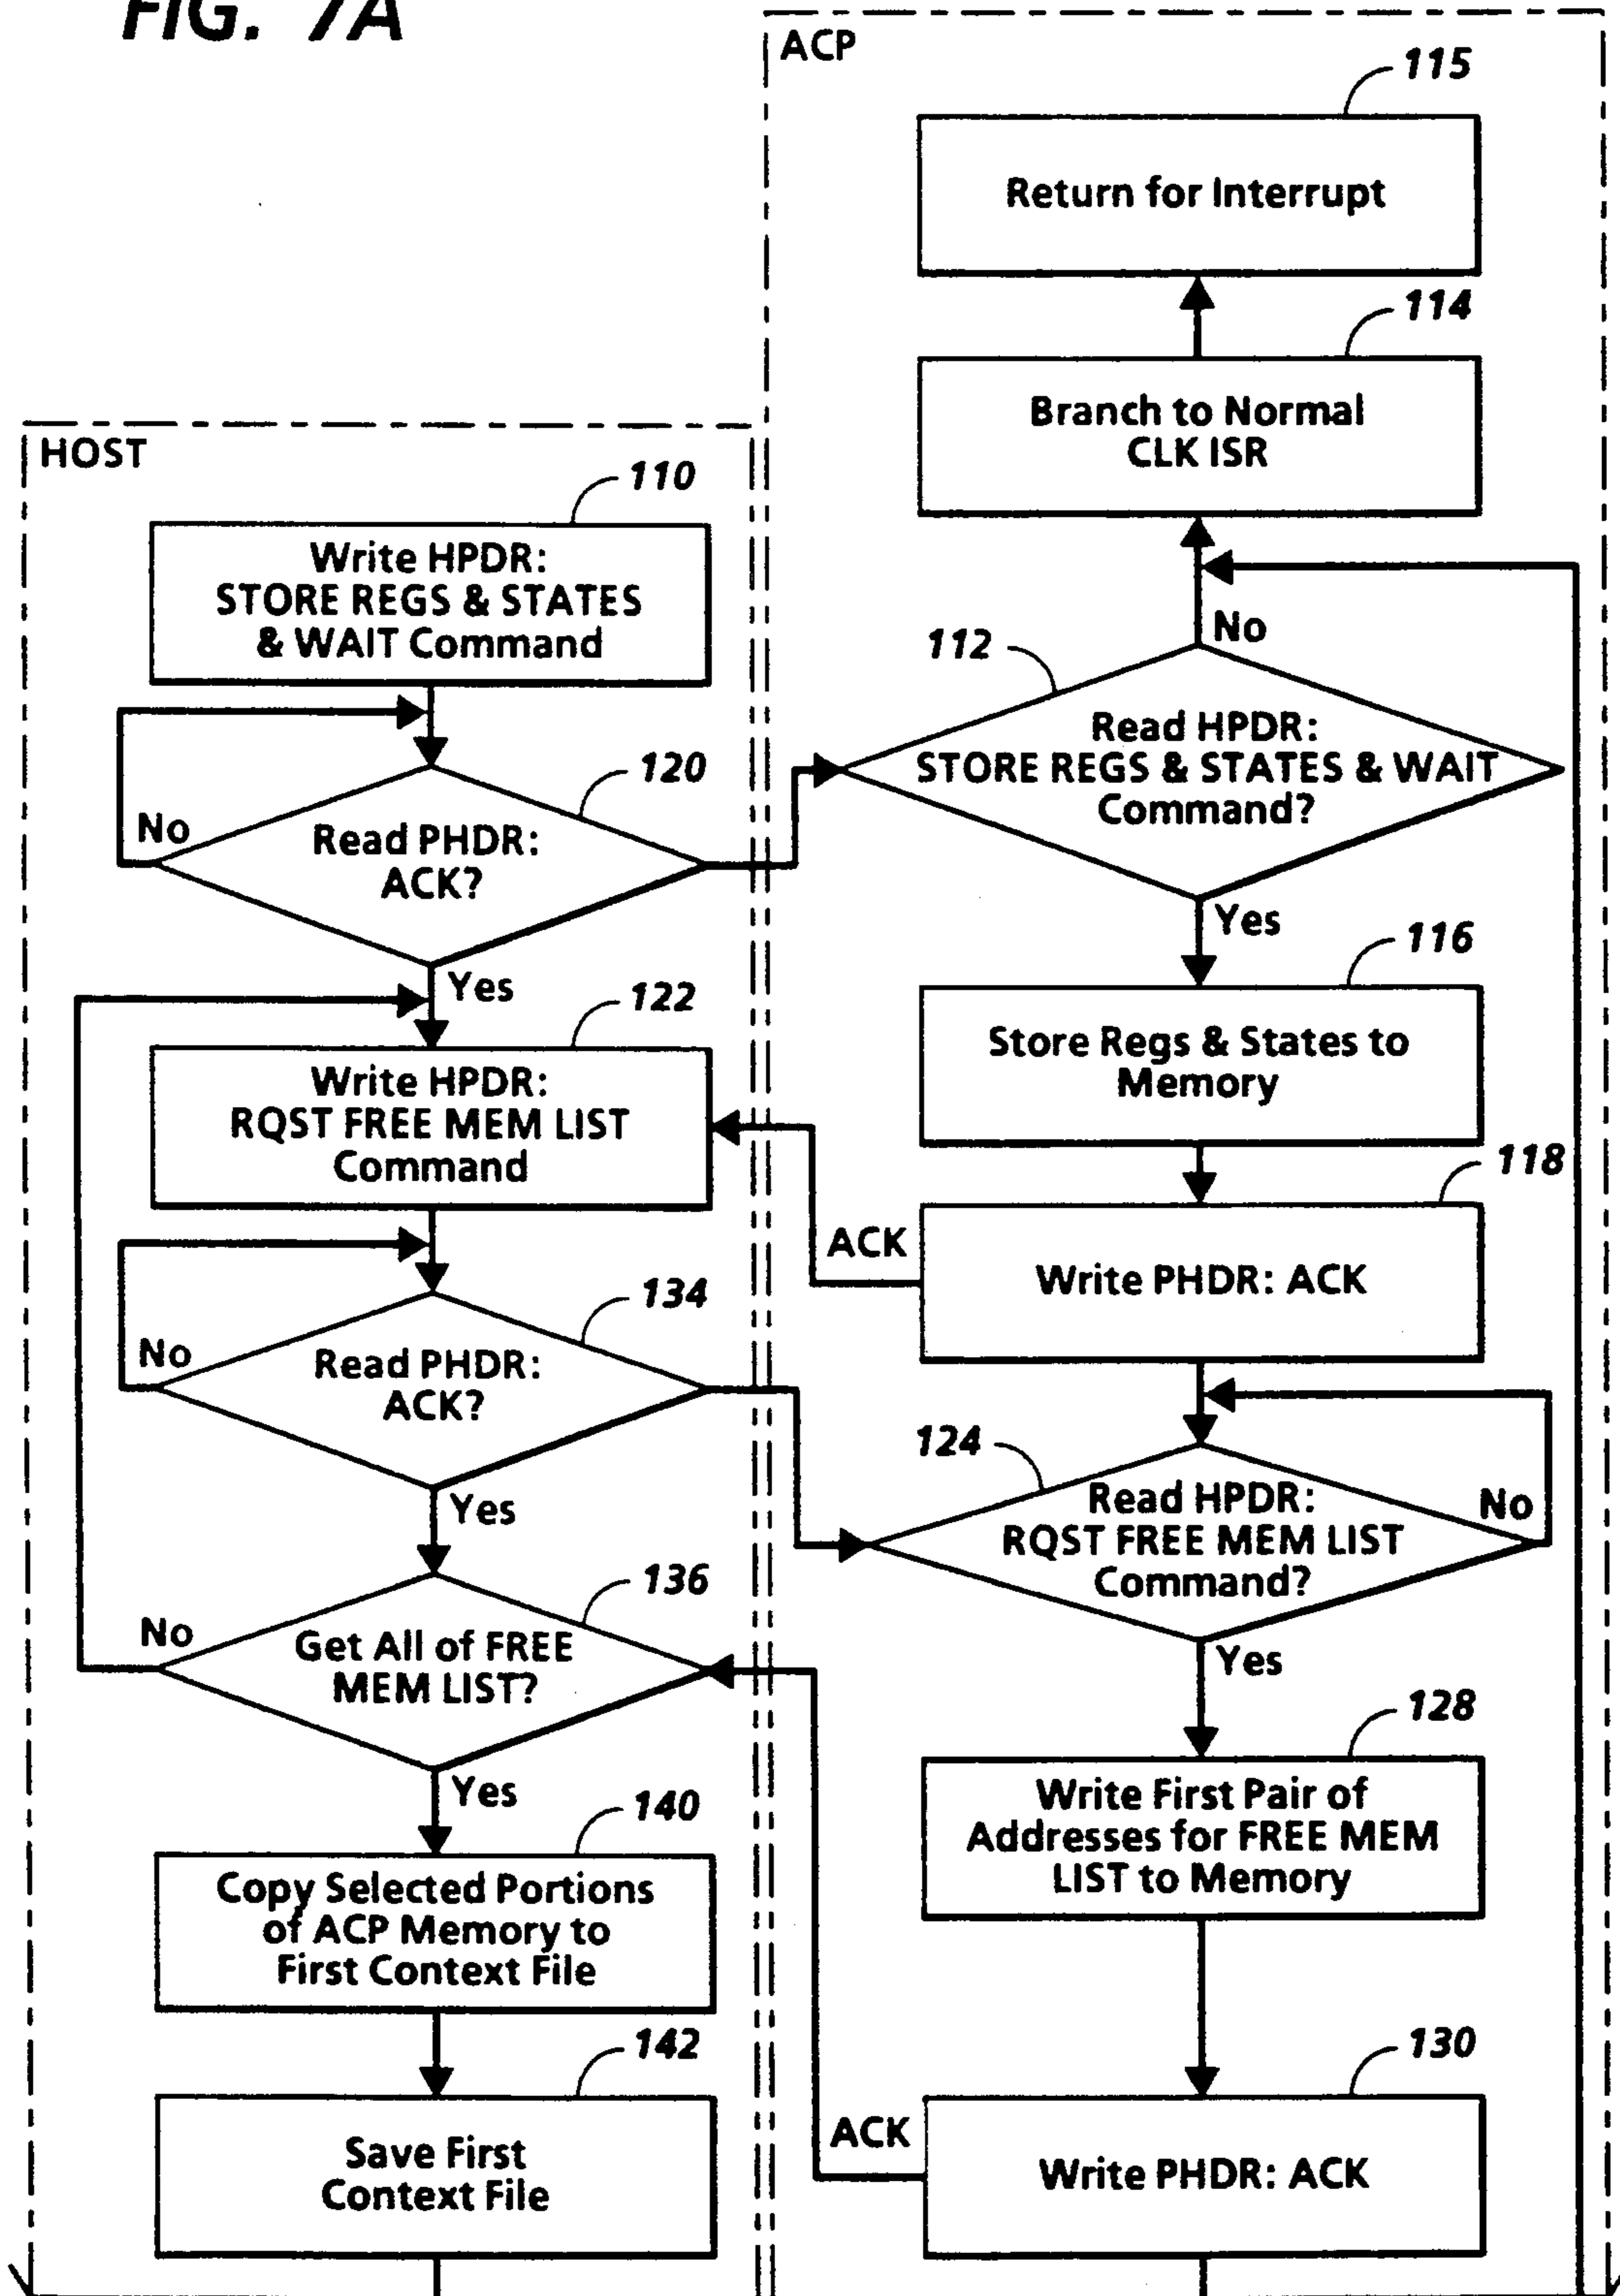 FIG. 7A
HOST
110
Write HPDR:
STORE REGS & STATES
& WAIT Command
120
No
Read PHDR:
ACK?
Yes
122
Write HPDR:
RQST FREE MEM LIST
Command
134
No
Read PHDR:
ACK?
Yes
136
No
Get All of FREE
MEM LIST?
Yes
140
Copy Selected Portions
of ACP Memory to
First Context File
142
Save First
Context File
ACP
115
Return for Interrupt
114
Branch to Normal
CLK ISR
No
112
Read HPDR:
STORE REGS & STATES & WAIT
Command?
Yes
116
Store Regs & States to
Memory
118
ACK
Write PHDR: ACK
124
Read HPDR:
No
RQST FREE MEM LIST
Command?
Yes
128
Write First Pair of
Addresses for FREE MEM
LIST to Memory
130
ACK
Write PHDR: ACK